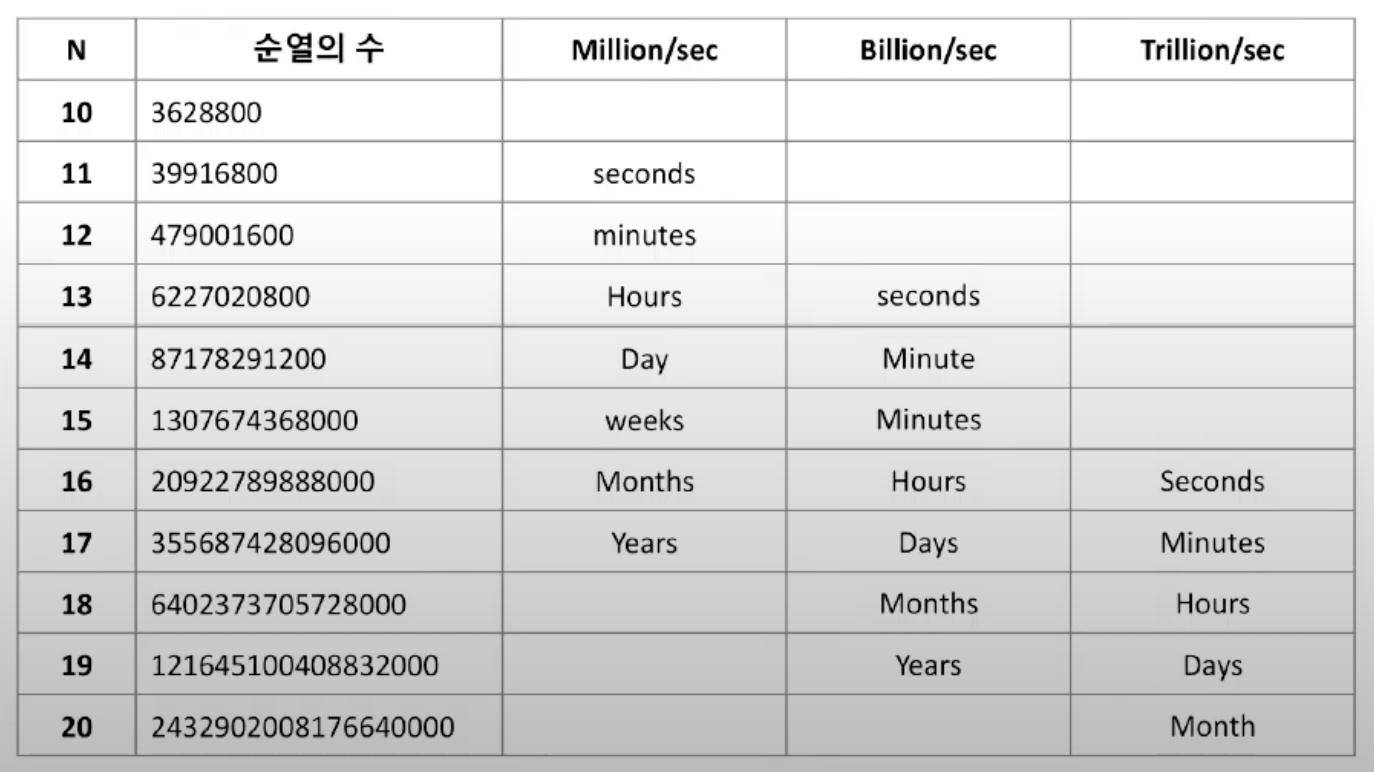 N 순열의 수 Million/sec Billion/sec Trillion/sec
10 3628800
11 39916800 seconds
12 479001600 minutes
13 6227020800 Hours seconds
14 87178291200 Day Minute
15 1307674368000 weeks Minutes
16 20922789888000 Months Hours Seconds
17 355687428096000 Years Days Minutes
18 6402373705728000 Months Hours
19 121645100408832000 Years Days
20 2432902008176640000 Month